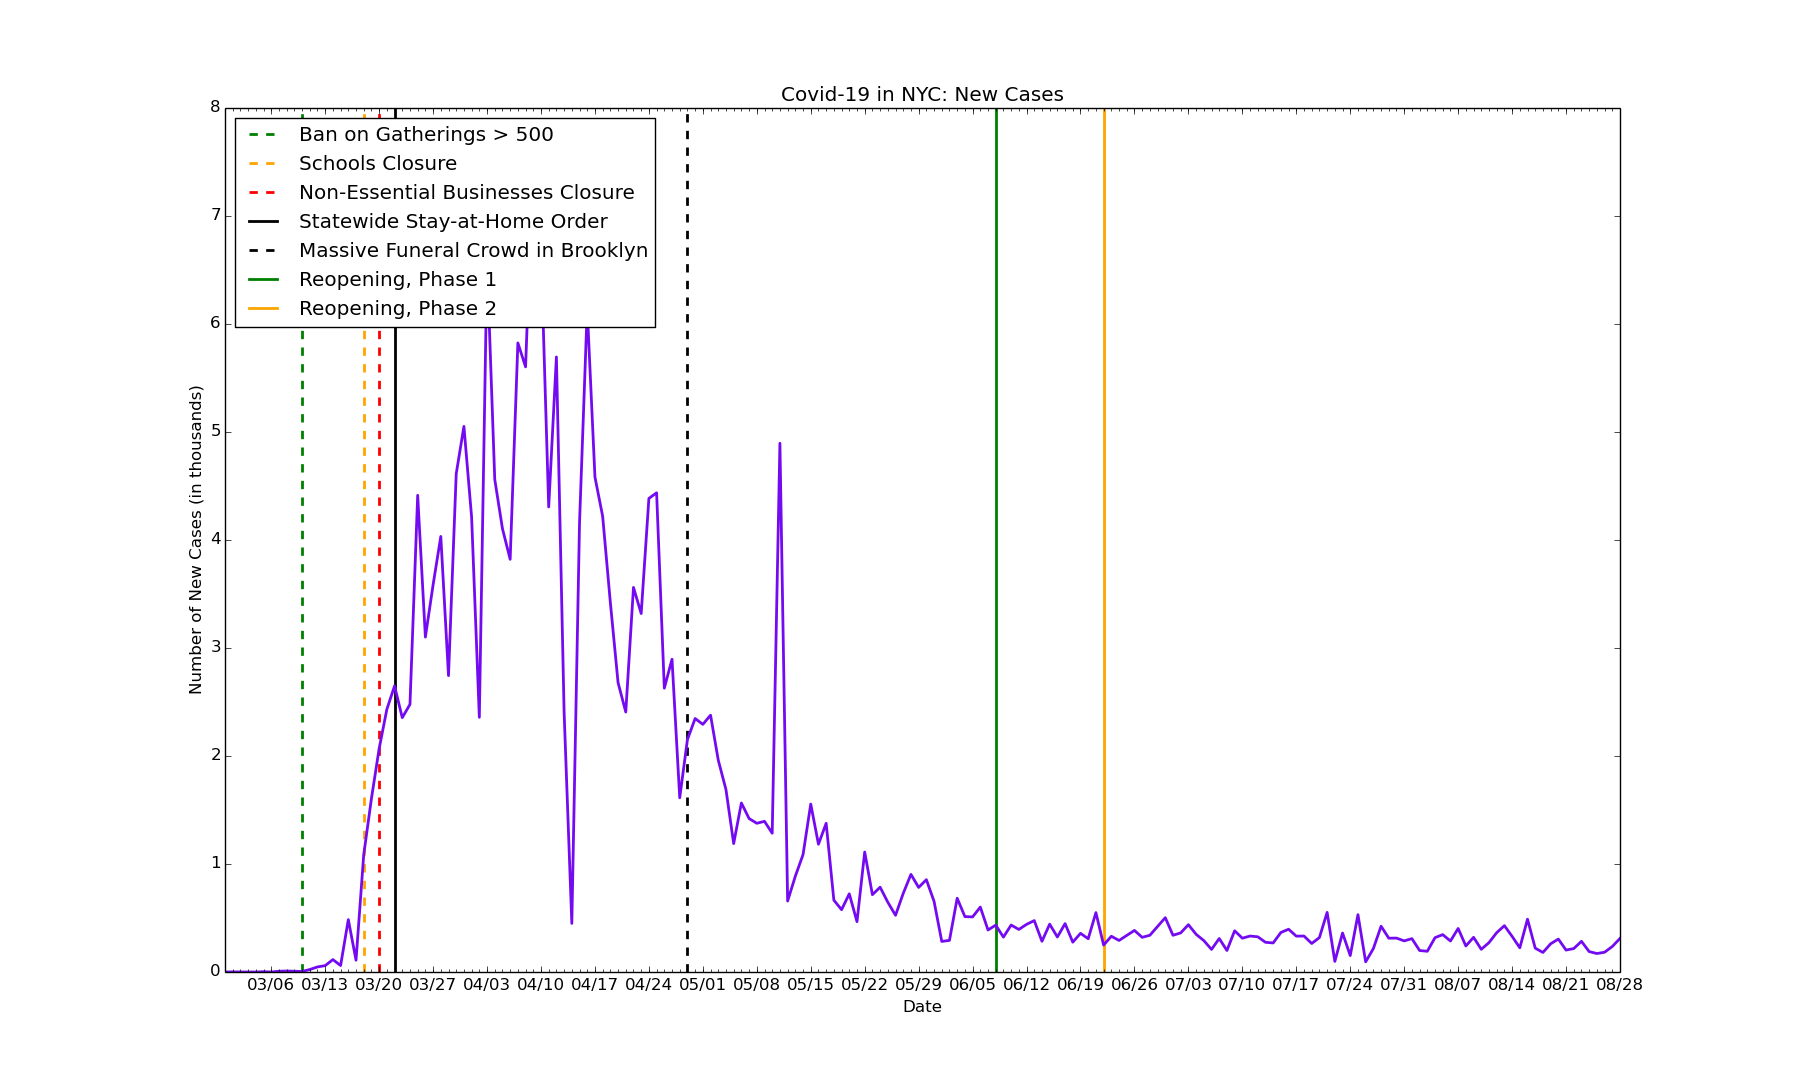 Covid-19 in NYC: New Cases
8
7
6
5
4
3
2
1
0
Number of New Cases (in thousands)
Ban on Gatherings > 500
Schools Closure
Non-Essential Businesses Closure
Statewide Stay-at-Home Order
Massive Funeral Crowd in Brooklyn
Reopening, Phase 1
Reopening, Phase 2
03/06 03/13 03/20 03/27 04/03 04/10 04/17 04/24 05/01 05/08 05/15 05/22 05/29 06/05 06/12 06/19 06/26 07/03 07/10 07/17 07/24 07/31 08/07 08/14 08/21 08/28
Date